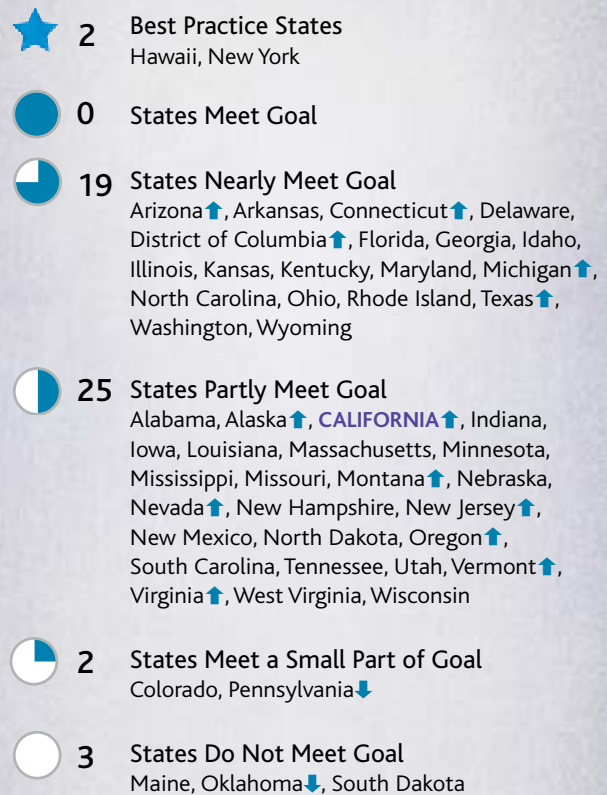 2 Best Practice States
Hawaii, New York
0 States Meet Goal
19 States Nearly Meet Goal
Arizona⬆, Arkansas, Connecticut⬆, Delaware,
District of Columbia⬆, Florida, Georgia, Idaho,
Illinois, Kansas, Kentucky, Maryland, Michigan⬆,
North Carolina, Ohio, Rhode Island, Texas⬆,
Washington, Wyoming
25 States Partly Meet Goal
Alabama, Alaska⬆, CALIFORNIA⬆, Indiana,
Iowa, Louisiana, Massachusetts, Minnesota,
Mississippi, Missouri, Montana⬆, Nebraska,
Nevada⬆, New Hampshire, New Jersey⬆,
New Mexico, North Dakota, Oregon⬆,
South Carolina, Tennessee, Utah, Vermont⬆,
Virginia⬆, West Virginia, Wisconsin
2 States Meet a Small Part of Goal
Colorado, Pennsylvania⬇
3 States Do Not Meet Goal
Maine, Oklahoma⬇, South Dakota